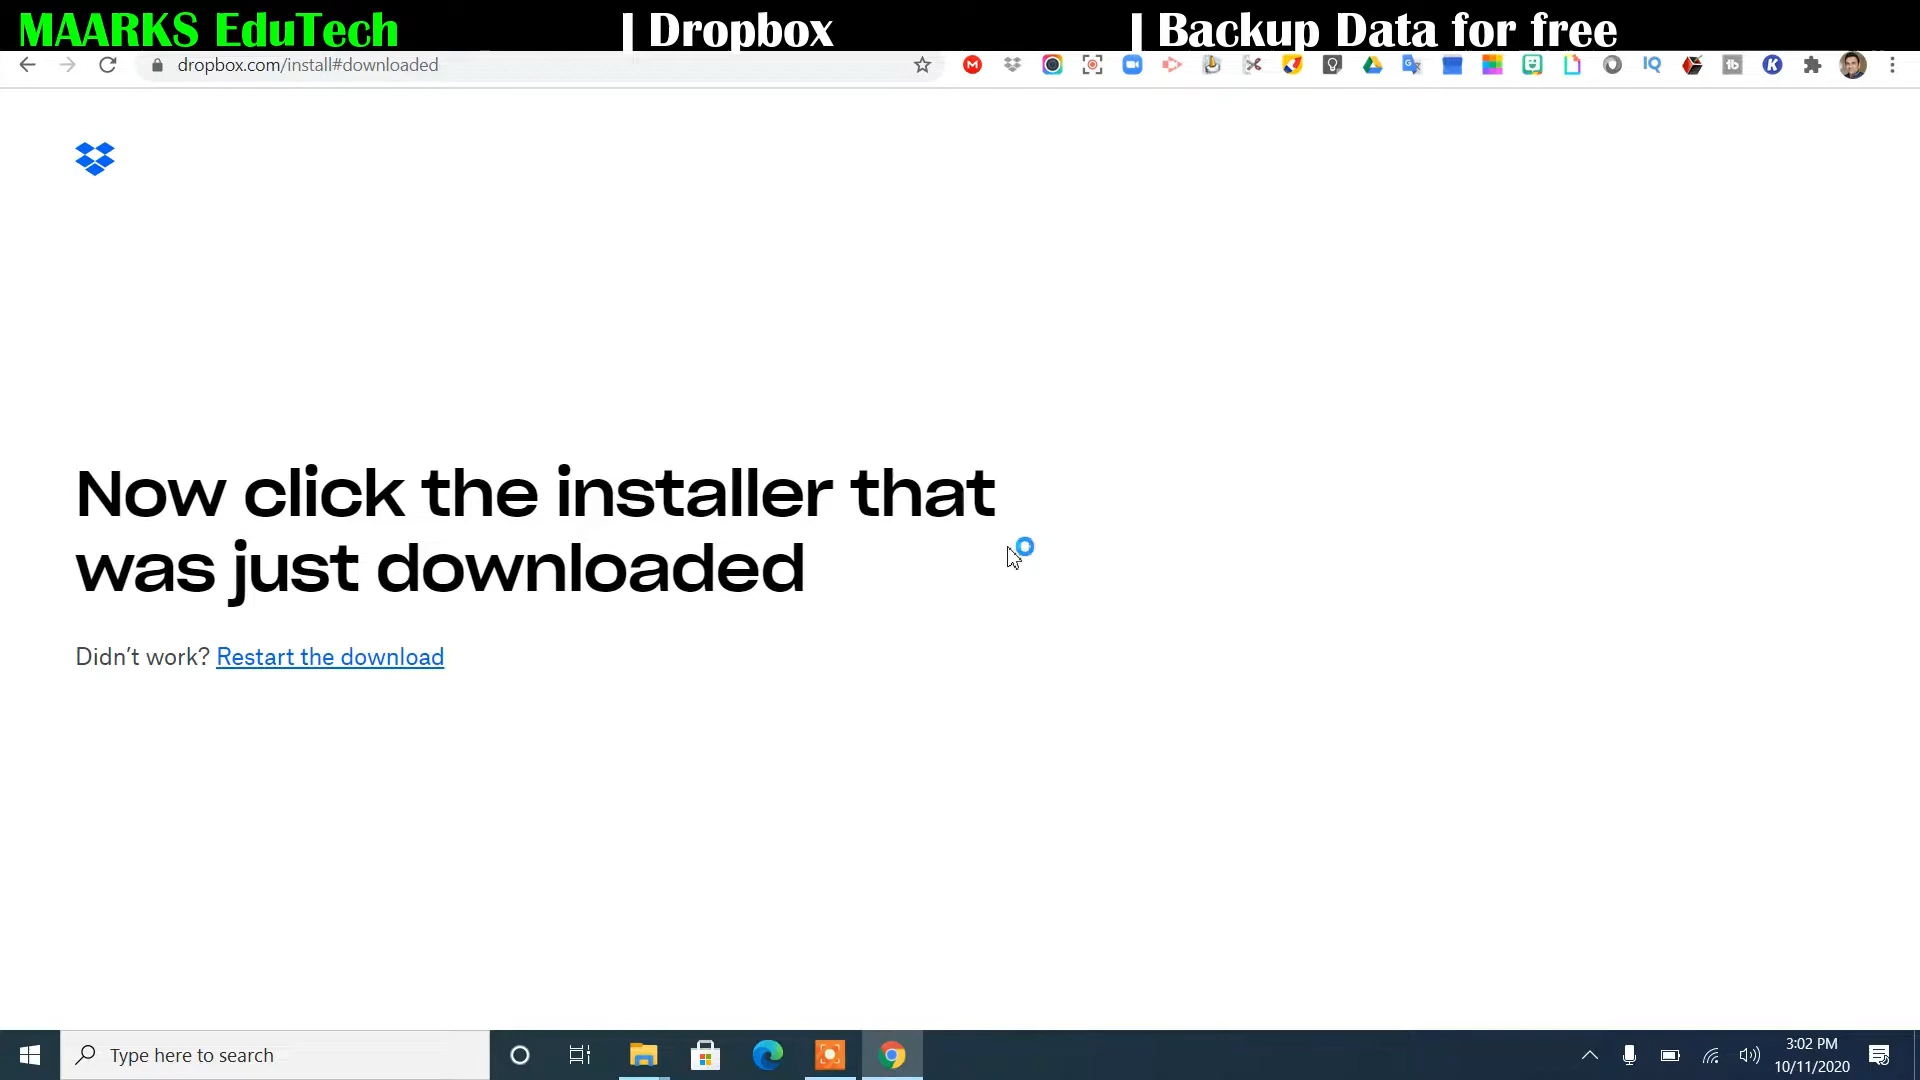 MAARKS EduTech | Dropbox | Backup Data for free
dropbox.com/install#downloaded
Now click the installer that
was just downloaded
Didn't work? Restart the download
Type here to search
3:02 PM
10/11/2020